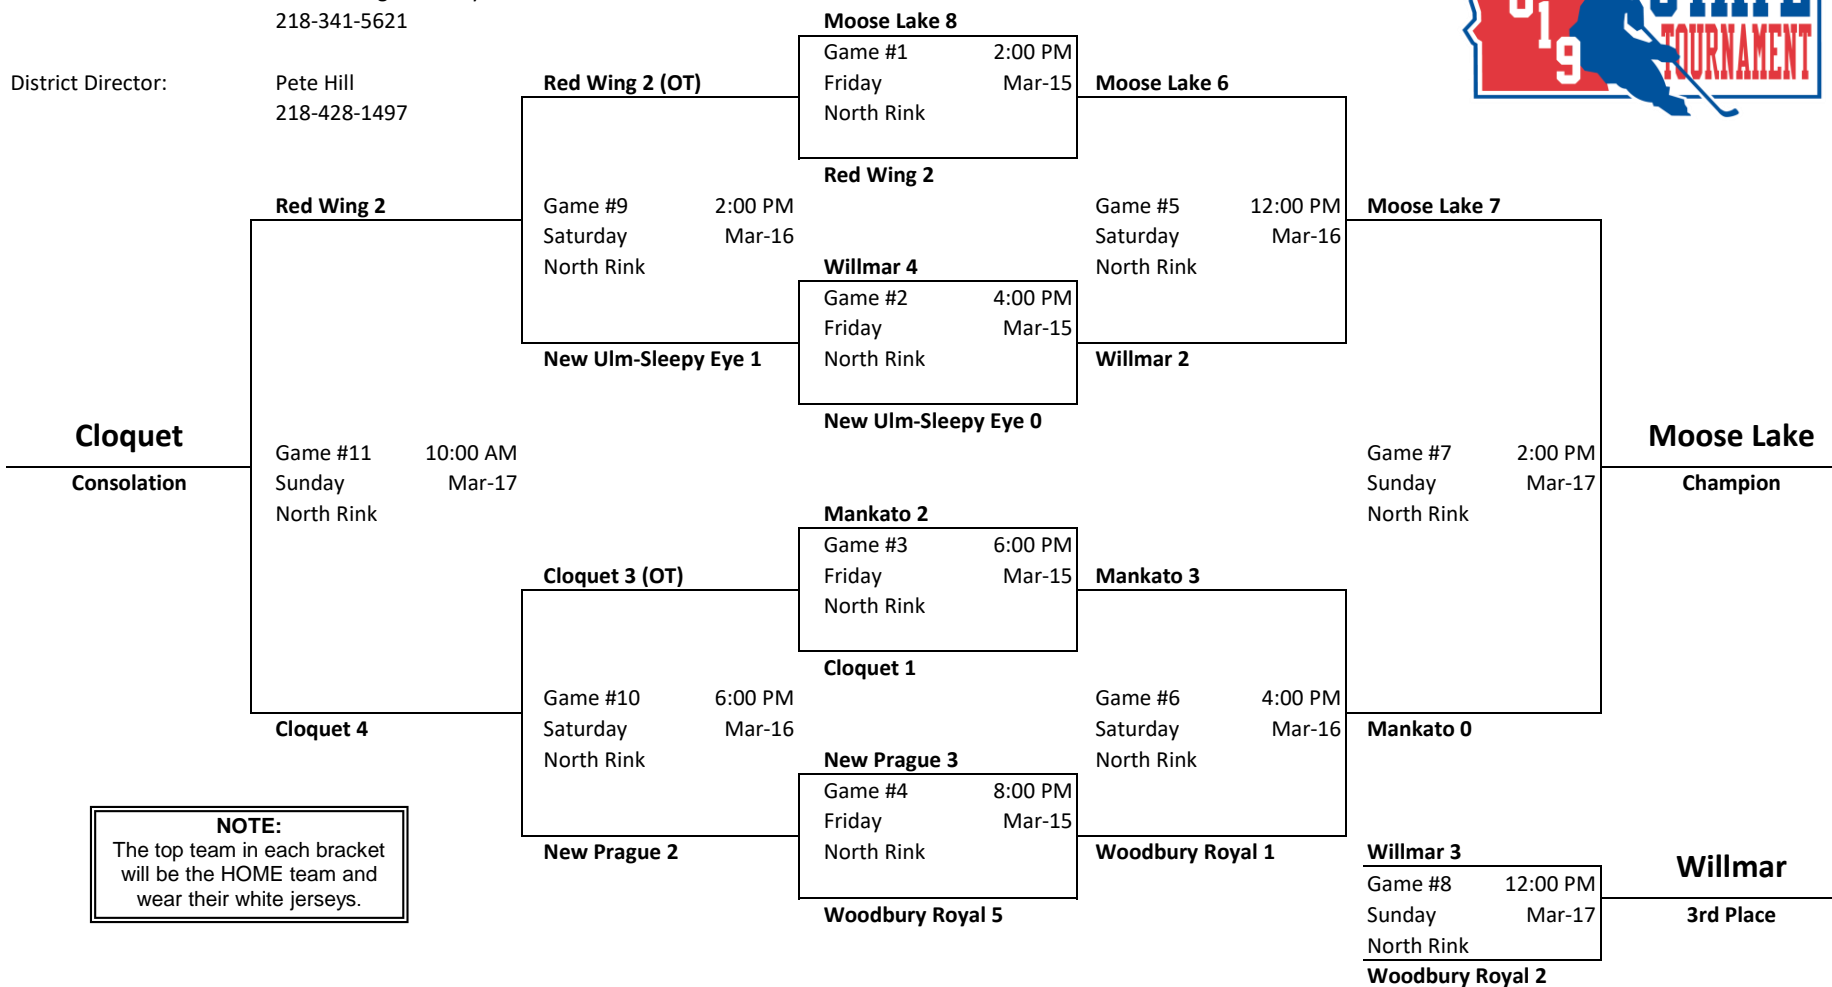 218-341-5621
District Director: Pete Hill
218-428-1497
19
STATE
TOURNAMENT
Moose Lake 8
Game #1 2:00 PM
Friday Mar-15
North Rink
Red Wing 2
Red Wing 2 (OT)
Game #9 2:00 PM
Saturday Mar-16
North Rink
New Ulm-Sleepy Eye 1
Willmar 4
Game #2 4:00 PM
Friday Mar-15
North Rink
New Ulm-Sleepy Eye 0
Moose Lake 6
Game #5 12:00 PM
Saturday Mar-16
North Rink
Willmar 2
Red Wing 2
Game #11 10:00 AM
Sunday Mar-17
North Rink
Cloquet 4
Cloquet
Consolation
Moose Lake 7
Game #7 2:00 PM
Sunday Mar-17
North Rink
Mankato 0
Moose Lake
Champion
Mankato 2
Game #3 6:00 PM
Friday Mar-15
North Rink
Cloquet 1
Cloquet 3 (OT)
Game #10 6:00 PM
Saturday Mar-16
North Rink
New Prague 2
New Prague 3
Game #4 8:00 PM
Friday Mar-15
North Rink
Woodbury Royal 5
Mankato 3
Game #6 4:00 PM
Saturday Mar-16
North Rink
Woodbury Royal 1
NOTE:
The top team in each bracket
will be the HOME team and
wear their white jerseys.
Willmar 3
Game #8 12:00 PM
Sunday Mar-17
North Rink
Woodbury Royal 2
Willmar
3rd Place